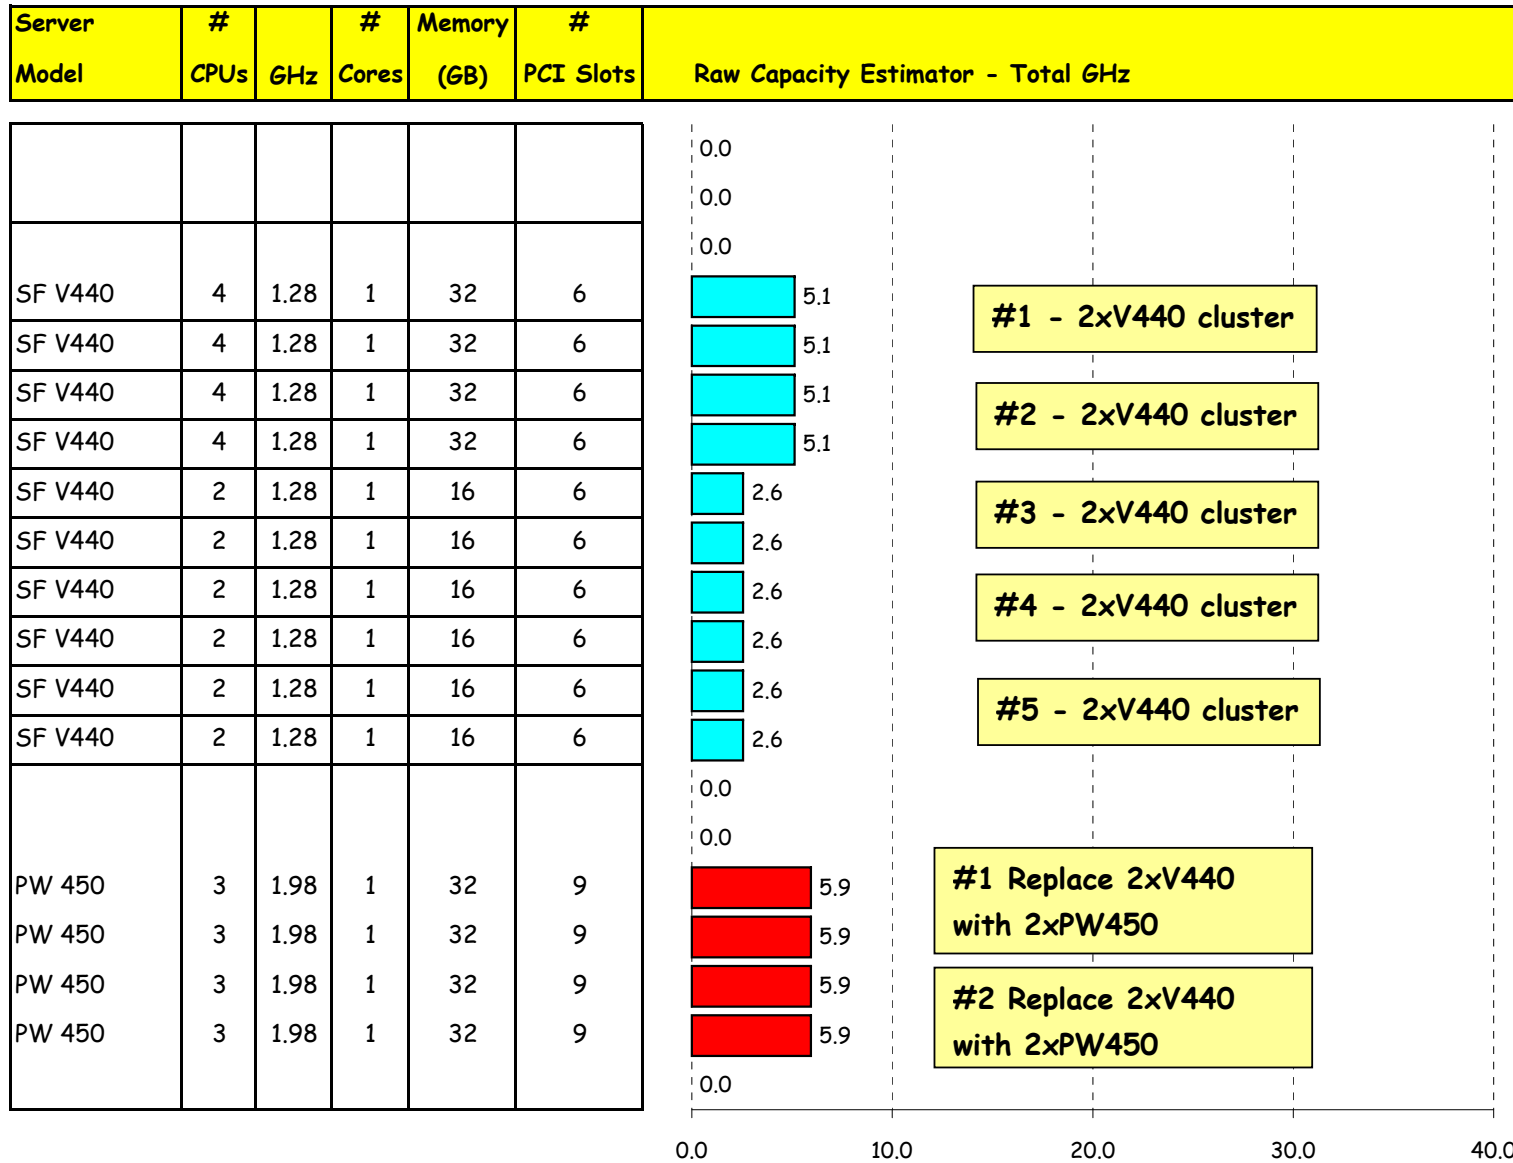 Server # # Memory #
Model CPUs GHz Cores (GB) PCI Slots Raw Capacity Estimator - Total GHz
0.0
0.0
0.0
SF V440 4 1.28 1 32 6 5.1
#1 - 2xV440 cluster
SF V440 4 1.28 1 32 6 5.1
SF V440 4 1.28 1 32 6 5.1
#2 - 2xV440 cluster
SF V440 4 1.28 1 32 6 5.1
SF V440 2 1.28 1 16 6 2.6
#3 - 2xV440 cluster
SF V440 2 1.28 1 16 6 2.6
SF V440 2 1.28 1 16 6 2.6
#4 - 2xV440 cluster
SF V440 2 1.28 1 16 6 2.6
SF V440 2 1.28 1 16 6 2.6
#5 - 2xV440 cluster
SF V440 2 1.28 1 16 6 2.6
0.0
0.0
PW 450 3 1.98 1 32 9 5.9
#1 Replace 2xV440
with 2xPW450
PW 450 3 1.98 1 32 9 5.9
PW 450 3 1.98 1 32 9 5.9
#2 Replace 2xV440
with 2xPW450
PW 450 3 1.98 1 32 9 5.9
0.0
0.0 10.0 20.0 30.0 40.0